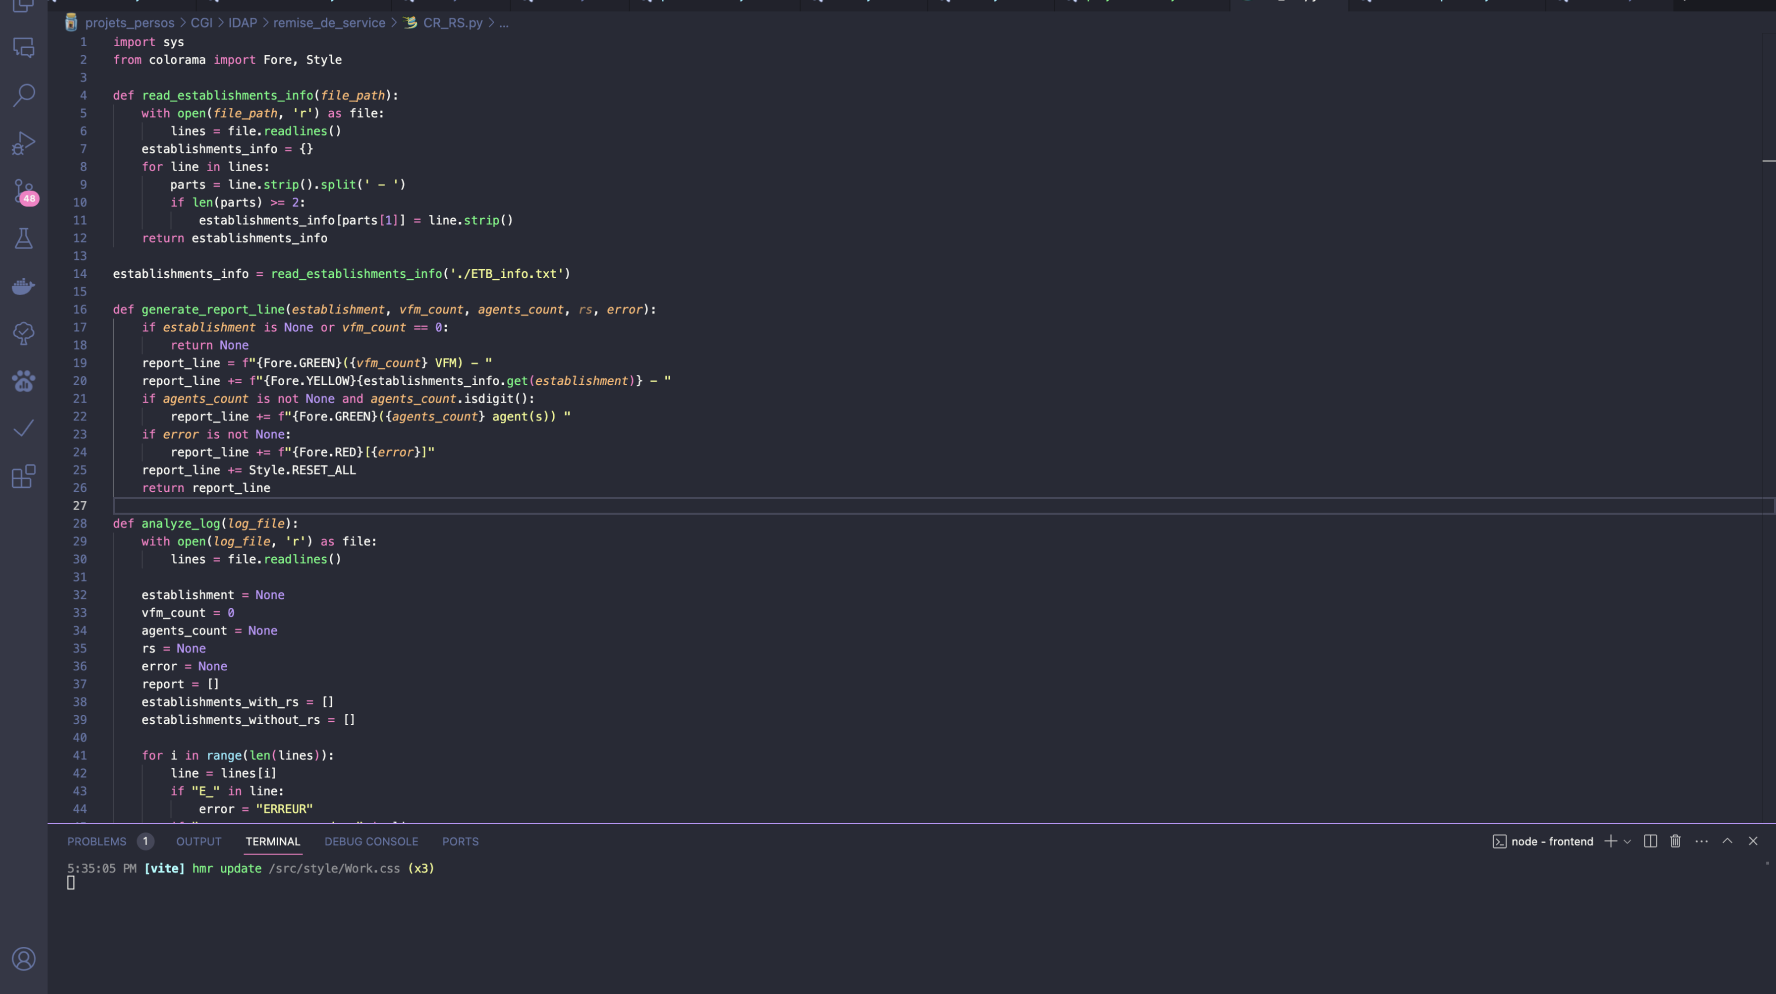 projets_persos > CGI > IDAP > remise_de_service > CR_RS.py > ...
1 import sys
2 from colorama import Fore, Style
3
4 def read_establishments_info(file_path):
5 with open(file_path, 'r') as file:
6 lines = file.readlines()
7 establishments_info = {}
8 for line in lines:
9 parts = line.strip().split(' - ')
10 if len(parts) >= 2:
11 establishments_info[parts[1]] = line.strip()
12 return establishments_info
13
14 establishments_info = read_establishments_info('./ETB_info.txt')
15
16 def generate_report_line(establishment, vfm_count, agents_count, rs, error):
17 if establishment is None or vfm_count == 0:
18 return None
19 report_line = f"{Fore.GREEN}({vfm_count} VFM) - "
20 report_line += f"{Fore.YELLOW}{establishments_info.get(establishment)} - "
21 if agents_count is not None and agents_count.isdigit():
22 report_line += f"{Fore.GREEN}({agents_count} agent(s)) "
23 if error is not None:
24 report_line += f"{Fore.RED}[{error}]"
25 report_line += Style.RESET_ALL
26 return report_line
27
28 def analyze_log(log_file):
29 with open(log_file, 'r') as file:
30 lines = file.readlines()
31
32 establishment = None
33 vfm_count = 0
34 agents_count = None
35 rs = None
36 error = None
37 report = []
38 establishments_with_rs = []
39 establishments_without_rs = []
40
41 for i in range(len(lines)):
42 line = lines[i]
43 if "E_" in line:
44 error = "ERREUR"
48
PROBLEMS 1 OUTPUT TERMINAL DEBUG CONSOLE PORTS node - frontend
5:35:05 PM [vite] hmr update /src/style/Work.css (x3)